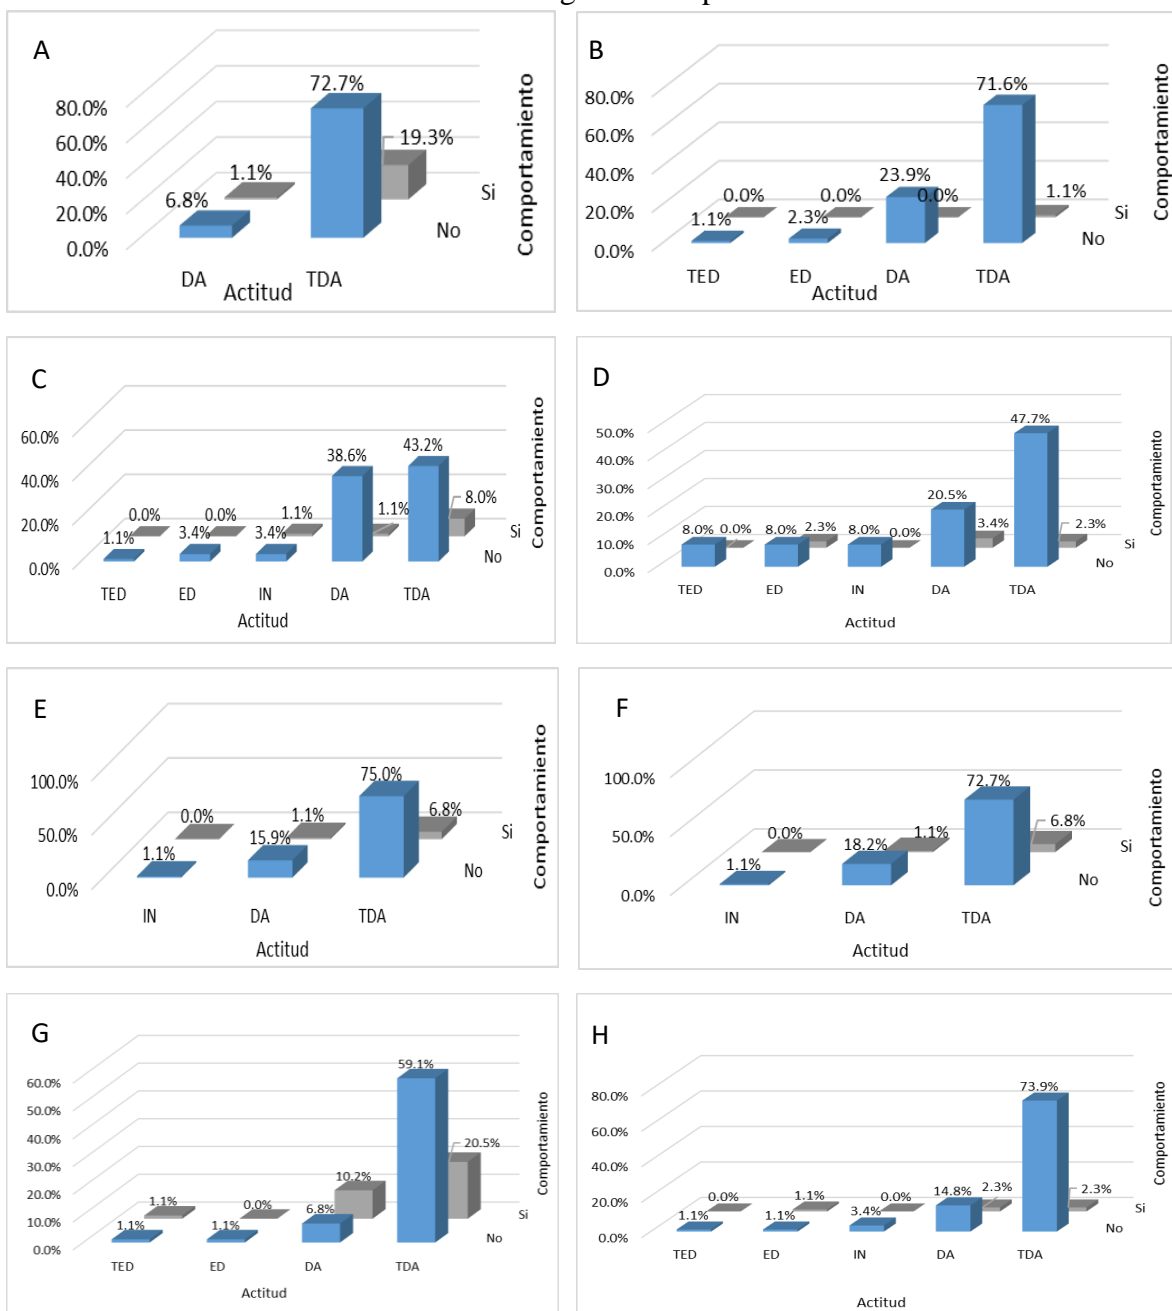 A
80.0%
60.0%
40.0%
20.0%
0.0%
6.8%
1.1%
72.7%
19.3%
Si
No
DA
TDA
Actitud
Comportamiento
B
80.0%
60.0%
40.0%
20.0%
0.0%
1.1%
0.0%
2.3%
0.0%
23.9%
0.0%
71.6%
1.1%
Si
No
TED
ED
DA
TDA
Actitud
Comportamiento
C
60.0%
40.0%
20.0%
0.0%
1.1%
0.0%
3.4%
0.0%
3.4%
1.1%
38.6%
1.1%
43.2%
8.0%
Si
No
TED
ED
IN
DA
TDA
Actitud
Comportamiento
D
50.0%
40.0%
30.0%
20.0%
10.0%
0.0%
8.0%
0.0%
8.0%
2.3%
8.0%
0.0%
20.5%
3.4%
47.7%
2.3%
Si
No
TED
ED
IN
DA
TDA
Actitud
Comportamiento
E
100.0%
50.0%
0.0%
1.1%
0.0%
15.9%
1.1%
75.0%
6.8%
Si
No
IN
DA
TDA
Actitud
Comportamiento
F
100.0%
50.0%
0.0%
1.1%
0.0%
18.2%
1.1%
72.7%
6.8%
Si
No
IN
DA
TDA
Actitud
Comportamiento
G
60.0%
50.0%
40.0%
30.0%
20.0%
10.0%
0.0%
1.1%
1.1%
1.1%
0.0%
6.8%
10.2%
59.1%
20.5%
Si
No
TED
ED
DA
TDA
Actitud
Comportamiento
H
80.0%
60.0%
40.0%
20.0%
0.0%
1.1%
0.0%
1.1%
1.1%
3.4%
0.0%
14.8%
2.3%
73.9%
2.3%
Si
No
TED
ED
IN
DA
TDA
Actitud
Comportamiento